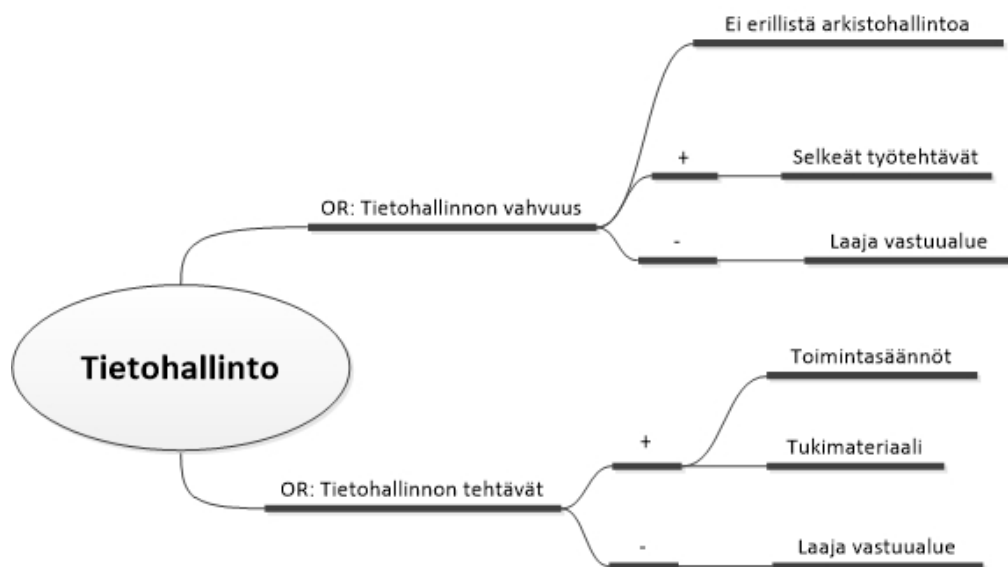 Ei erillistä arkistohallintoa
+
Selkeät työtehtävät
OR: Tietohallinnon vahvuus
-
Laaja vastuualue
Tietohallinto
Toimintasäännöt
+
Tukimateriaali
OR: Tietohallinnon tehtävät
-
Laaja vastuualue